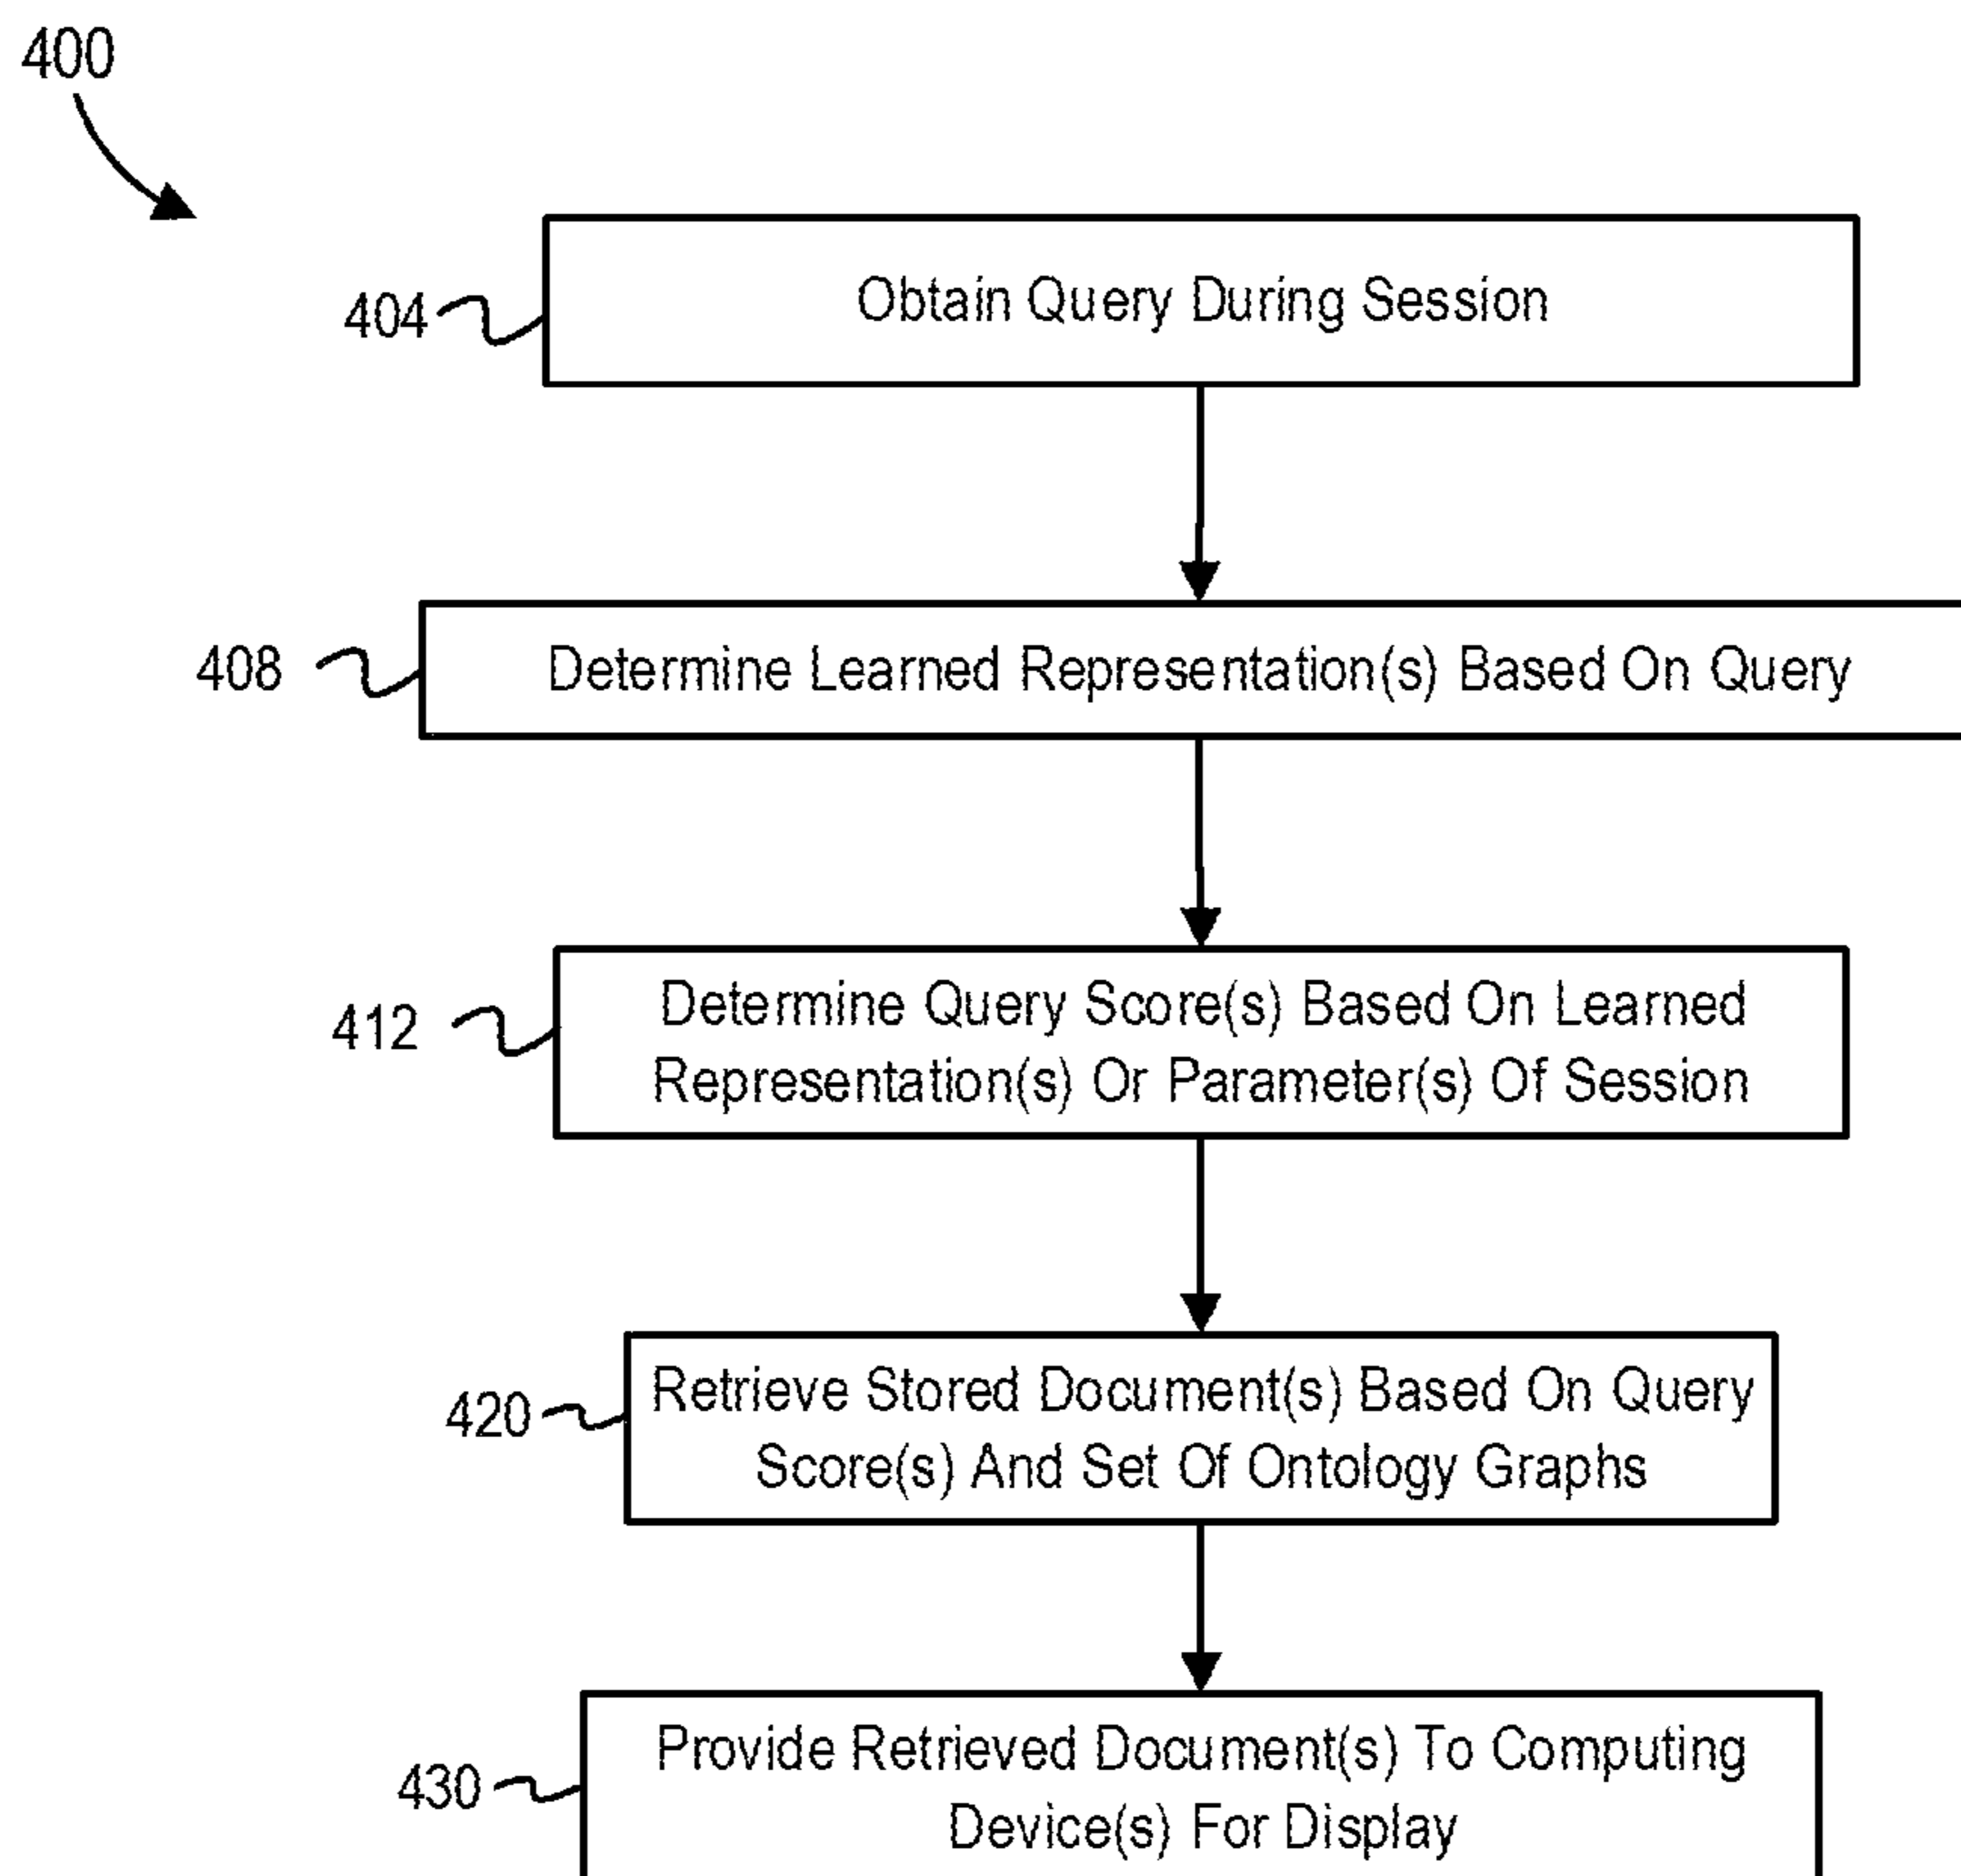 400
404
Obtain Query During Session
408
Determine Learned Representation(s) Based On Query
412
Determine Query Score(s) Based On Learned
Representation(s) Or Parameter(s) Of Session
420
Retrieve Stored Document(s) Based On Query
Score(s) And Set Of Ontology Graphs
430
Provide Retrieved Document(s) To Computing
Device(s) For Display